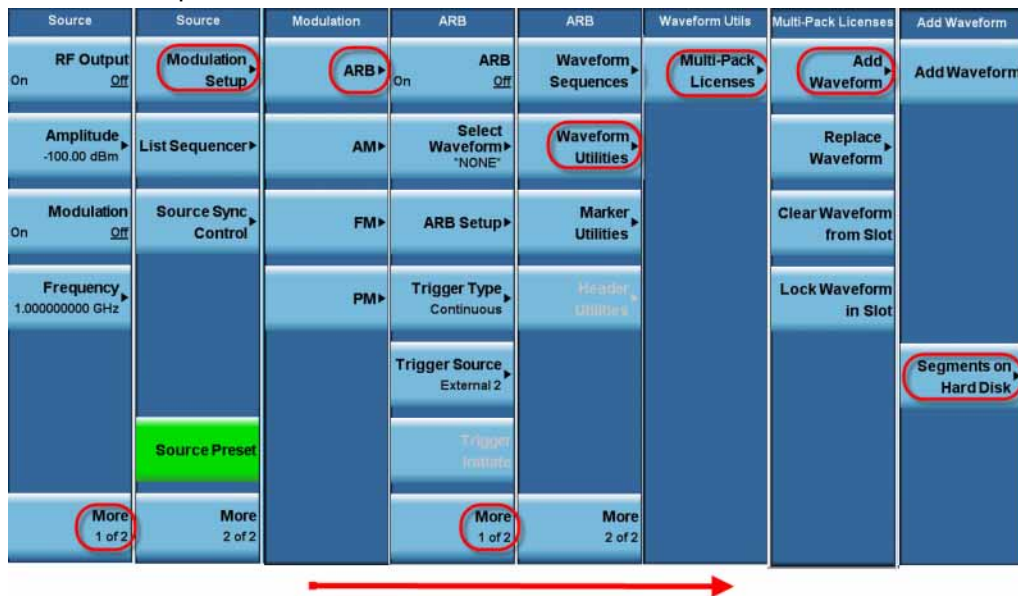 Source
RF Output
On Off
Amplitude
-100.00 dBm
Modulation
On Off
Frequency
1.000000000 GHz
More
1 of 2
Source
Modulation
Setup
List Sequencer
Source Sync
Control
Source Preset
More
2 of 2
Modulation
ARB
AM
FM
PM
ARB
ARB
On Off
Select
Waveform
"NONE"
ARB Setup
Trigger Type
Continuous
Trigger Source
External 2
Trigger
Initiate
More
1 of 2
ARB
Waveform
Sequences
Waveform
Utilities
Marker
Utilities
Header
Utilities
More
2 of 2
Waveform Utils
Multi-Pack
Licenses
Multi-Pack Licenses
Add
Waveform
Replace
Waveform
Clear Waveform
from Slot
Lock Waveform
in Slot
Add Waveform
Add Waveform
Segments on
Hard Disk